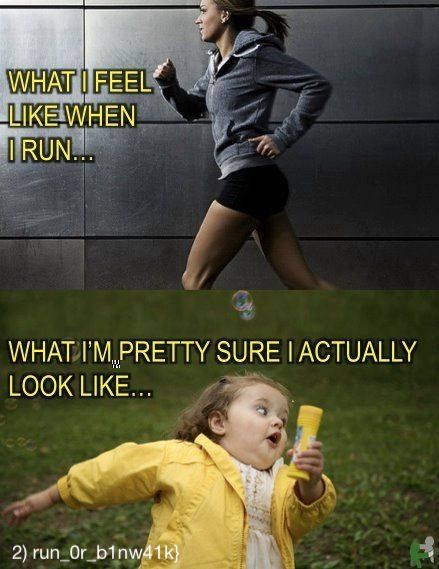 WHAT I FEEL
LIKE WHEN
I RUN...
WHAT I'M PRETTY SURE I ACTUALLY
LOOK LIKE...
2) run_0r_b1nw41k}